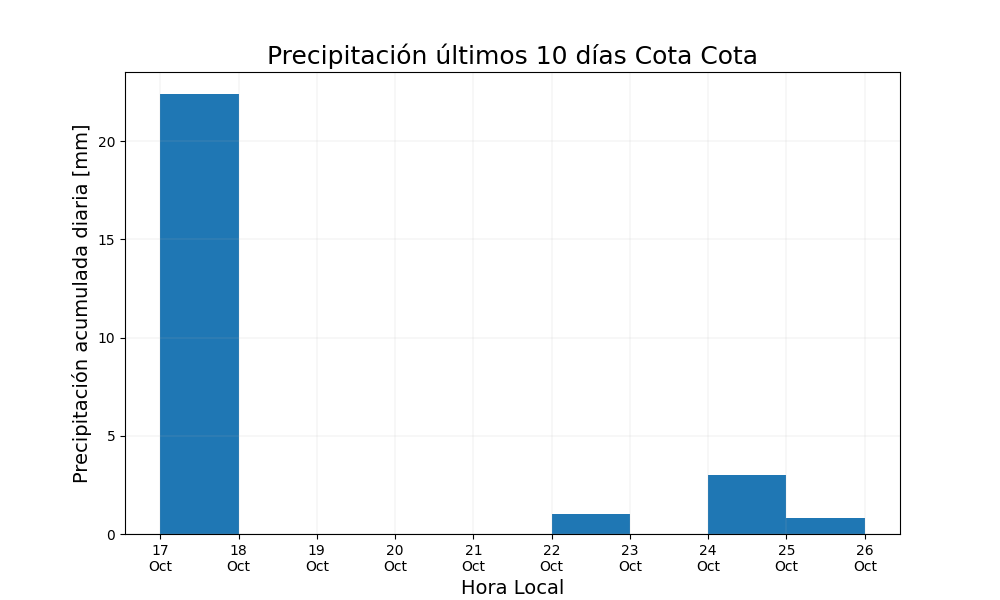 Precipitación últimos 10 días Cota Cota
Precipitación acumulada diaria [mm]
20
15
10
5
0
17 18 19 20 21 22 23 24 25 26
Oct Oct Oct Oct Oct Oct Oct Oct Oct Oct
Hora Local